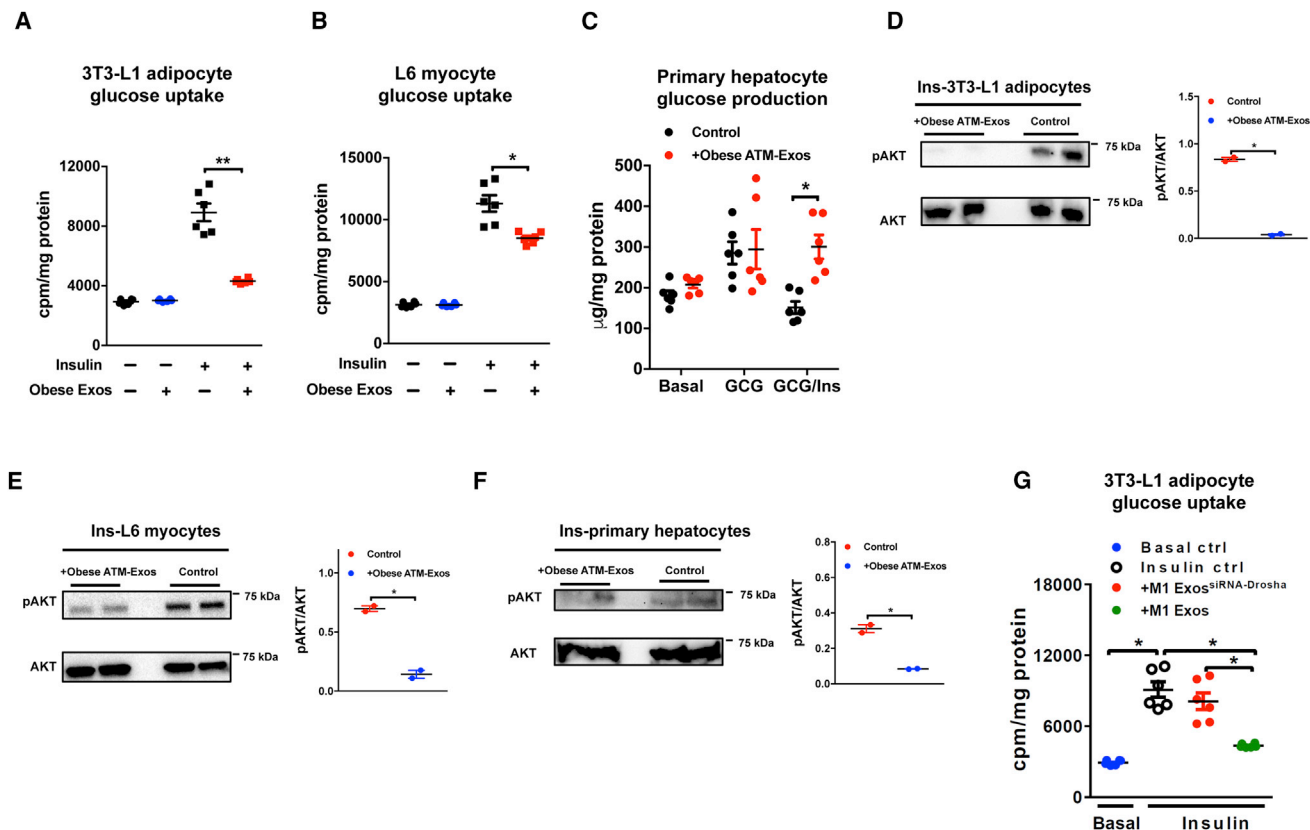 A
3T3-L1 adipocyte
glucose uptake
cpm/mg protein
12000
9000
6000
3000
0
**
Insulin − − + +
Obese Exos − + − +
B
L6 myocyte
glucose uptake
cpm/mg protein
15000
10000
5000
0
*
Insulin − − + +
Obese Exos − + − +
C
Primary hepatocyte
glucose production
Control
+Obese ATM-Exos
μg/mg protein
500
400
300
200
100
0
*
Basal GCG GCG/Ins
D
Ins-3T3-L1 adipocytes
+Obese ATM-Exos Control
pAKT
75 kDa
AKT
75 kDa
pAKT/AKT
1.5
1.0
0.5
0.0
Control
+Obese ATM-Exos
*
E
Ins-L6 myocytes
+Obese ATM-Exos Control
pAKT
75 kDa
AKT
75 kDa
pAKT/AKT
1.0
0.5
0.0
Control
+Obese ATM-Exos
*
F
Ins-primary hepatocytes
+Obese ATM-Exos Control
pAKT
75 kDa
AKT
75 kDa
pAKT/AKT
0.8
0.6
0.4
0.2
0.0
Control
+Obese ATM-Exos
*
G
3T3-L1 adipocyte
glucose uptake
Basal ctrl
Insulin ctrl
+M1 Exos siRNA-Drosha
+M1 Exos
cpm/mg protein
18000
12000
6000
0
* *
*
Basal Insulin